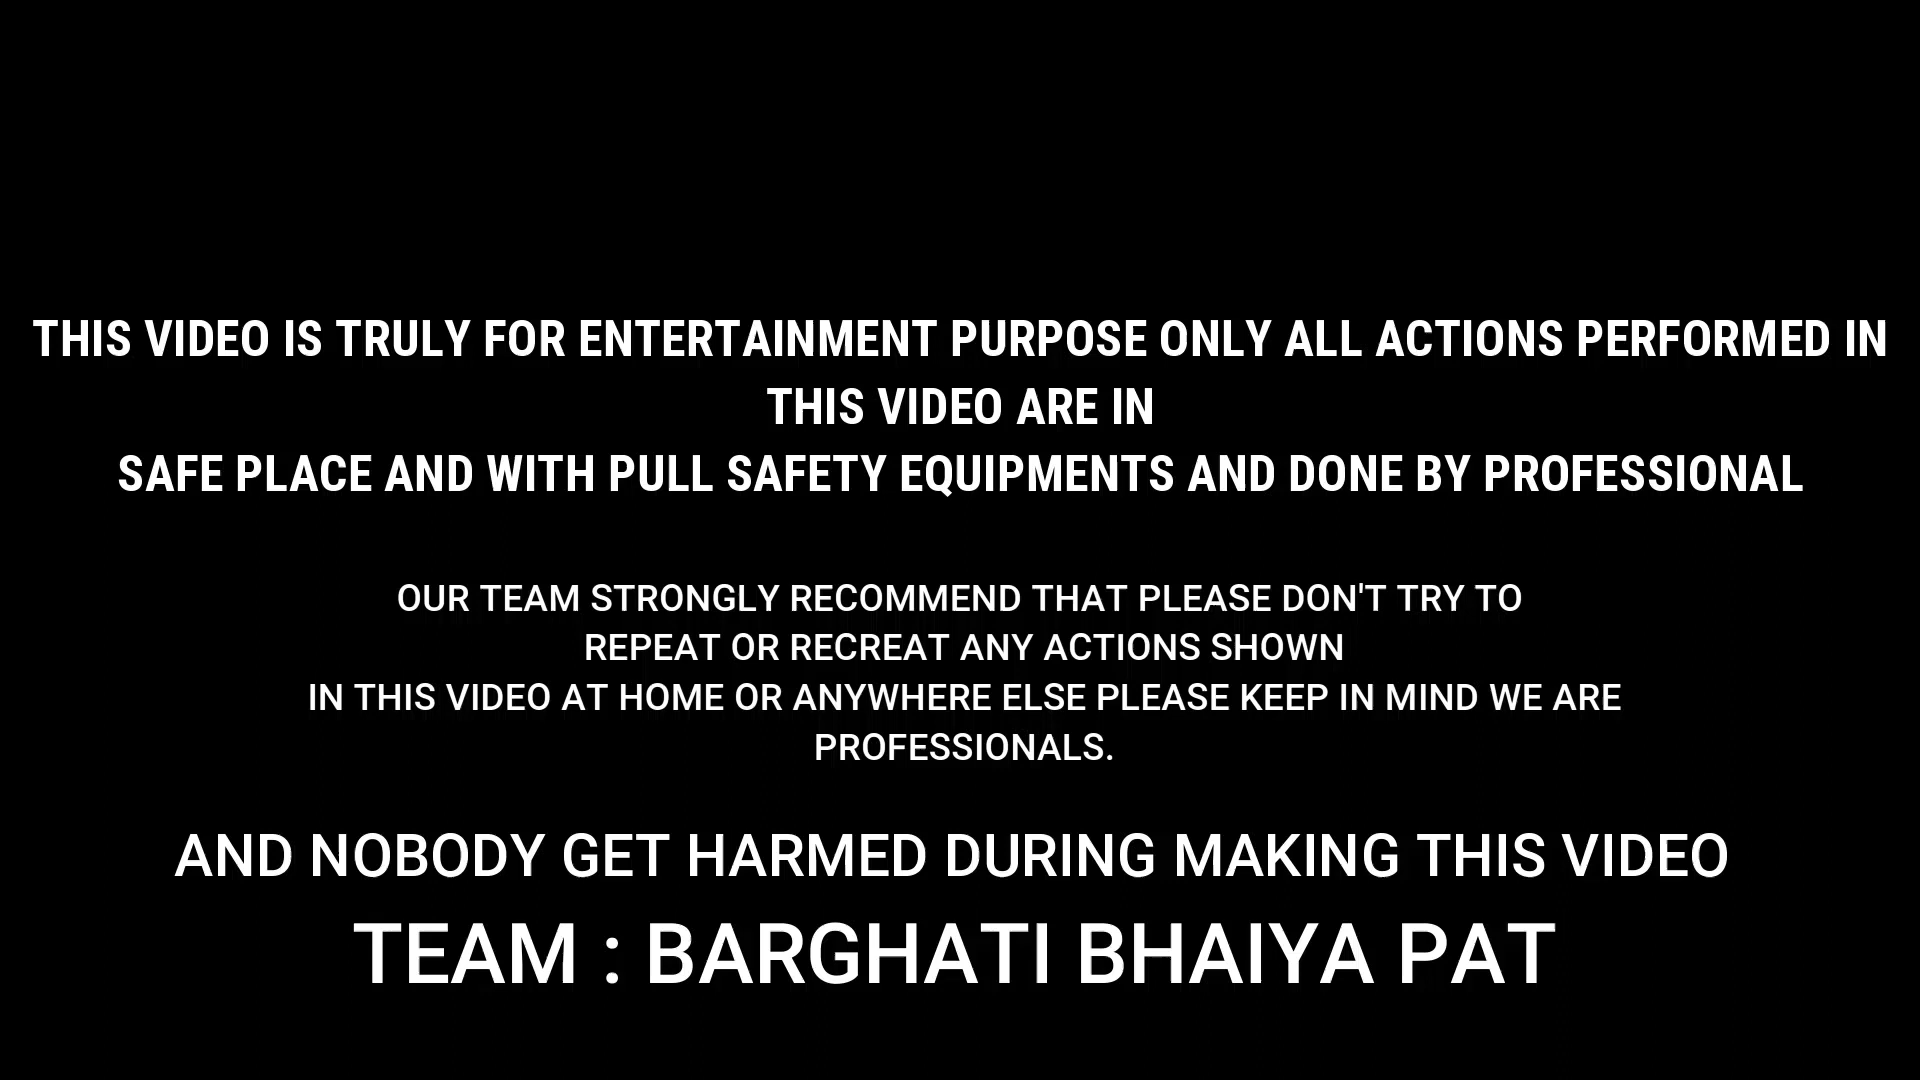 THIS VIDEO IS TRULY FOR ENTERTAINMENT PURPOSE ONLY ALL ACTIONS PERFORMED IN
THIS VIDEO ARE IN
SAFE PLACE AND WITH PULL SAFETY EQUIPMENTS AND DONE BY PROFESSIONAL
OUR TEAM STRONGLY RECOMMEND THAT PLEASE DON'T TRY TO
REPEAT OR RECREAT ANY ACTIONS SHOWN
IN THIS VIDEO AT HOME OR ANYWHERE ELSE PLEASE KEEP IN MIND WE ARE
PROFESSIONALS.
AND NOBODY GET HARMED DURING MAKING THIS VIDEO
TEAM : BARGHATI BHAIYA PAT